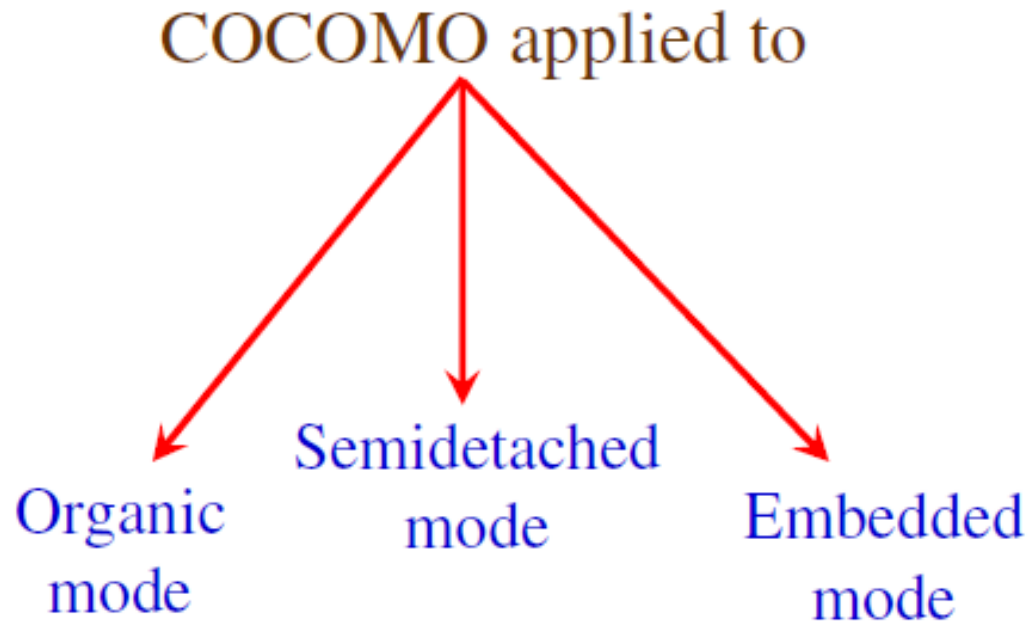 COCOMO applied to
Organic
mode
Semidetached
mode
Embedded
mode